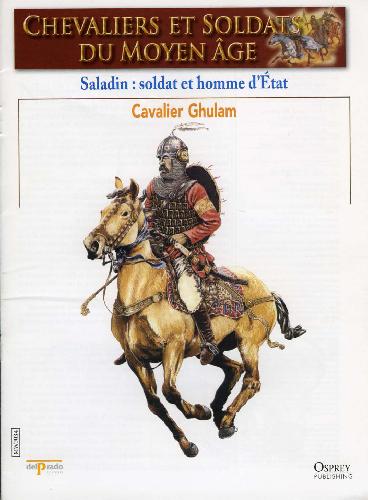 CHEVALIERS ET SOLDATS
DU MOYEN ÂGE
Saladin : soldat et homme d'État
Cavalier Ghulam
delPrado
OSPREY
PUBLISHING